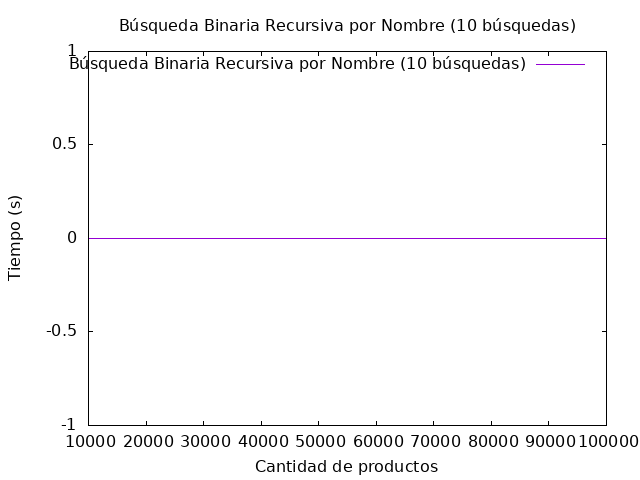 Búsqueda Binaria Recursiva por Nombre (10 búsquedas)
Búsqueda Binaria Recursiva por Nombre (10 búsquedas)
1
0.5
0
-0.5
-1
Tiempo (s)
10000 20000 30000 40000 50000 60000 70000 80000 90000 100000
Cantidad de productos